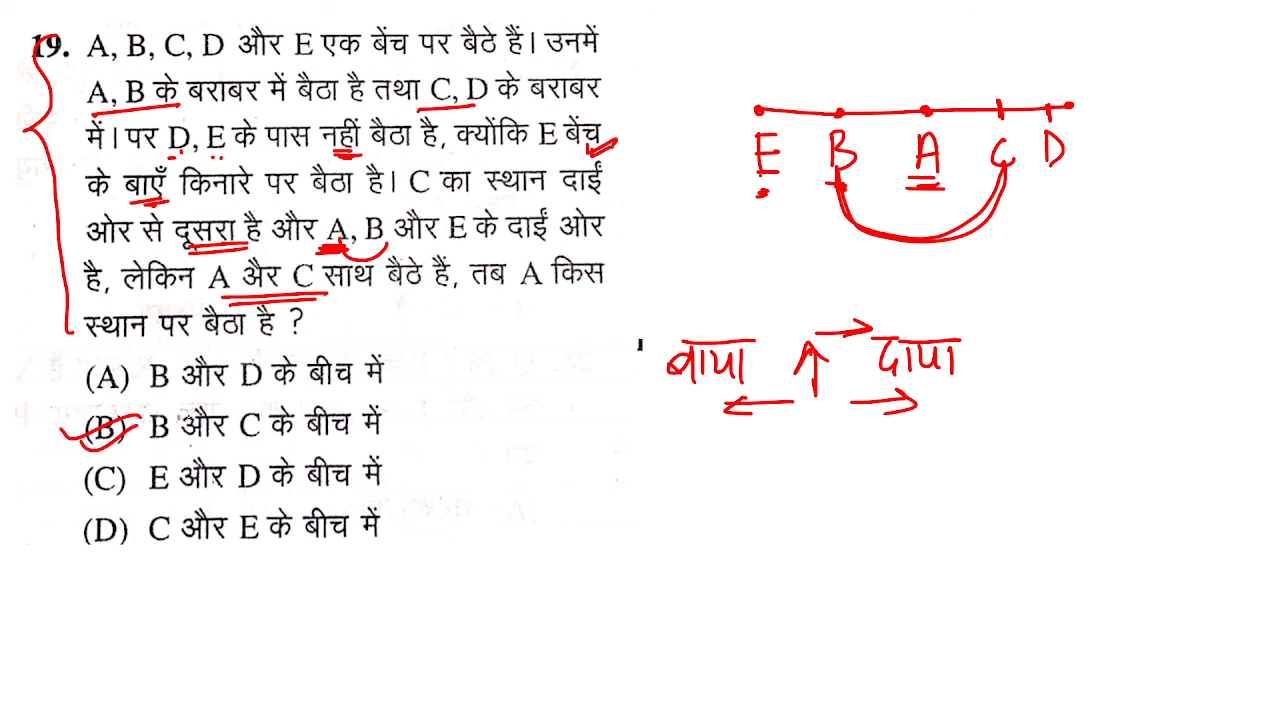 19. A, B, C, D और E एक बेंच पर बैठे हैं। उनमें
A, B के बराबर में बैठा है तथा C, D के बराबर
में। पर D, E के पास नहीं बैठा है, क्योंकि E बेंच
के बाएँ किनारे पर बैठा है। C का स्थान दाईं
ओर से दूसरा है और A, B और E के दाईं ओर
है, लेकिन A अैर C साथ बैठे हैं, तब A किस
स्थान पर बैठा है ?
(A) B और D के बीच में
(B) B और C के बीच में
(C) E और D के बीच में
(D) C और E के बीच में
E B A C D
बाया दाया